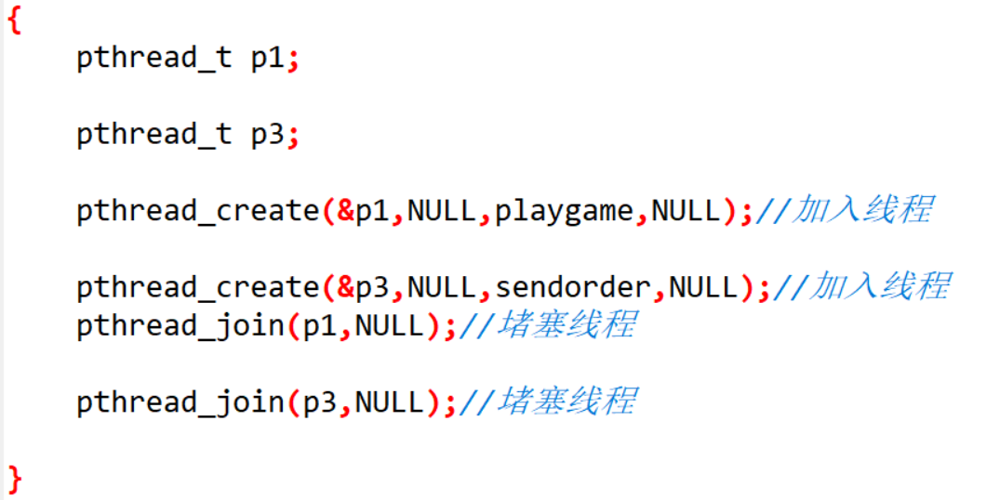 {
pthread_t p1;
pthread_t p3;
pthread_create(&p1,NULL,playgame,NULL);//加入线程
pthread_create(&p3,NULL,sendorder,NULL);//加入线程
pthread_join(p1,NULL);//堵塞线程
pthread_join(p3,NULL);//堵塞线程
}